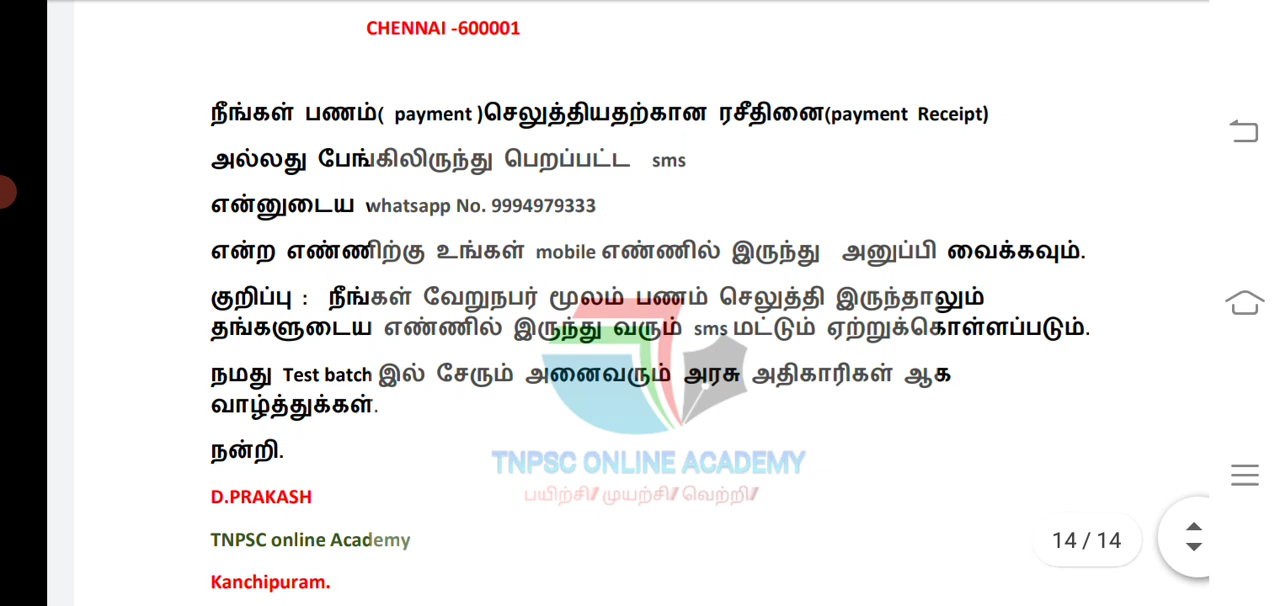 CHENNAI -600001
நீங்கள் பணம்( payment )செலுத்தியதற்கான ரசீதினை(payment Receipt)
அல்லது பேங்கிலிருந்து பெறப்பட்ட sms
என்னுடைய whatsapp No. 9994979333
என்ற எண்ணிற்கு உங்கள் mobile எண்ணில் இருந்து அனுப்பி வைக்கவும்.
குறிப்பு : நீங்கள் வேறுநபர் மூலம் பணம் செலுத்தி இருந்தாலும்
தங்களுடைய எண்ணில் இருந்து வரும் sms மட்டும் ஏற்றுக்கொள்ளப்படும்.
நமது Test batch இல் சேரும் அனைவரும் அரசு அதிகாரிகள் ஆக
வாழ்த்துக்கள்.
நன்றி.
TNPSC ONLINE ACADEMY
பயிற்சி// முயற்சி// வெற்றி//
D.PRAKASH
TNPSC online Academy
14 / 14
Kanchipuram.